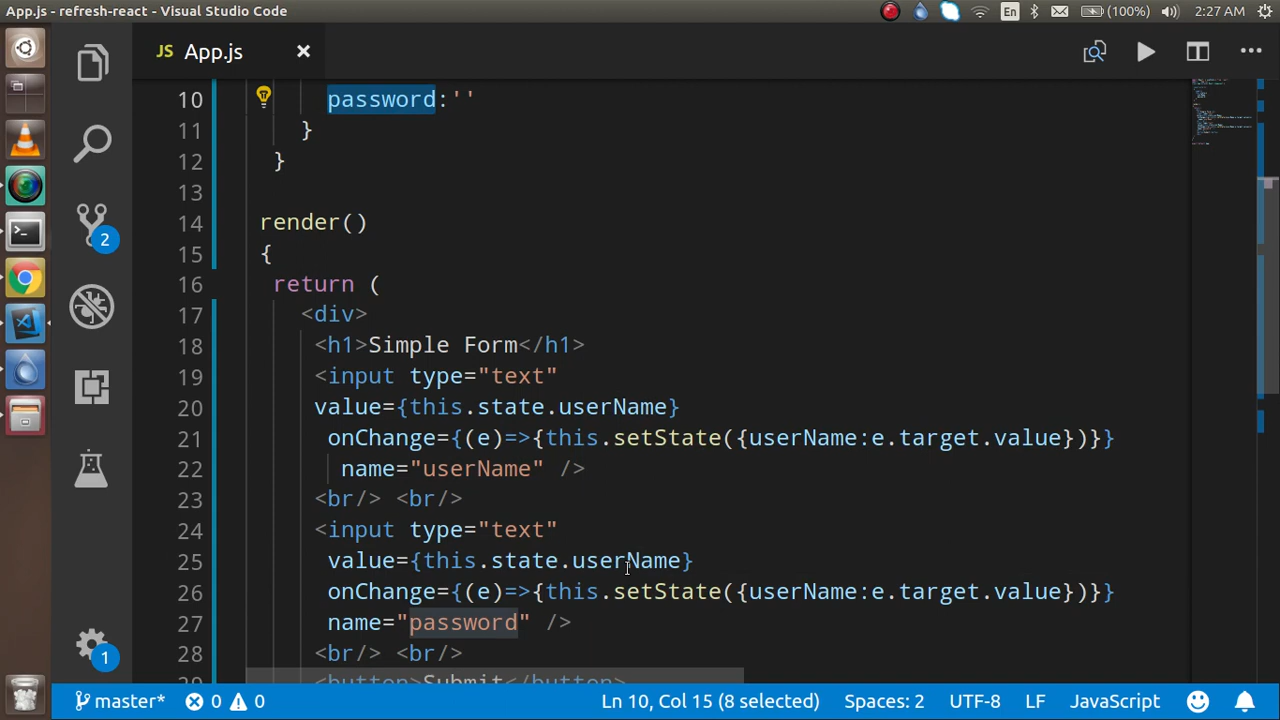 App.js - refresh-react - Visual Studio Code
En
(100%)
2:27 AM
JS App.js
10 password:''
11 }
12 }
13
14 render()
15 {
16 return (
17 <div>
18 <h1>Simple Form</h1>
19 <input type="text"
20 value={this.state.userName}
21 onChange={(e)=>{this.setState({userName:e.target.value})}}
22 name="userName" />
23 <br/> <br/>
24 <input type="text"
25 value={this.state.userName}
26 onChange={(e)=>{this.setState({userName:e.target.value})}}
27 name="password" />
28 <br/> <br/>
<button>Submit</button>
2
1
master* 0 0 Ln 10, Col 15 (8 selected) Spaces: 2 UTF-8 LF JavaScript